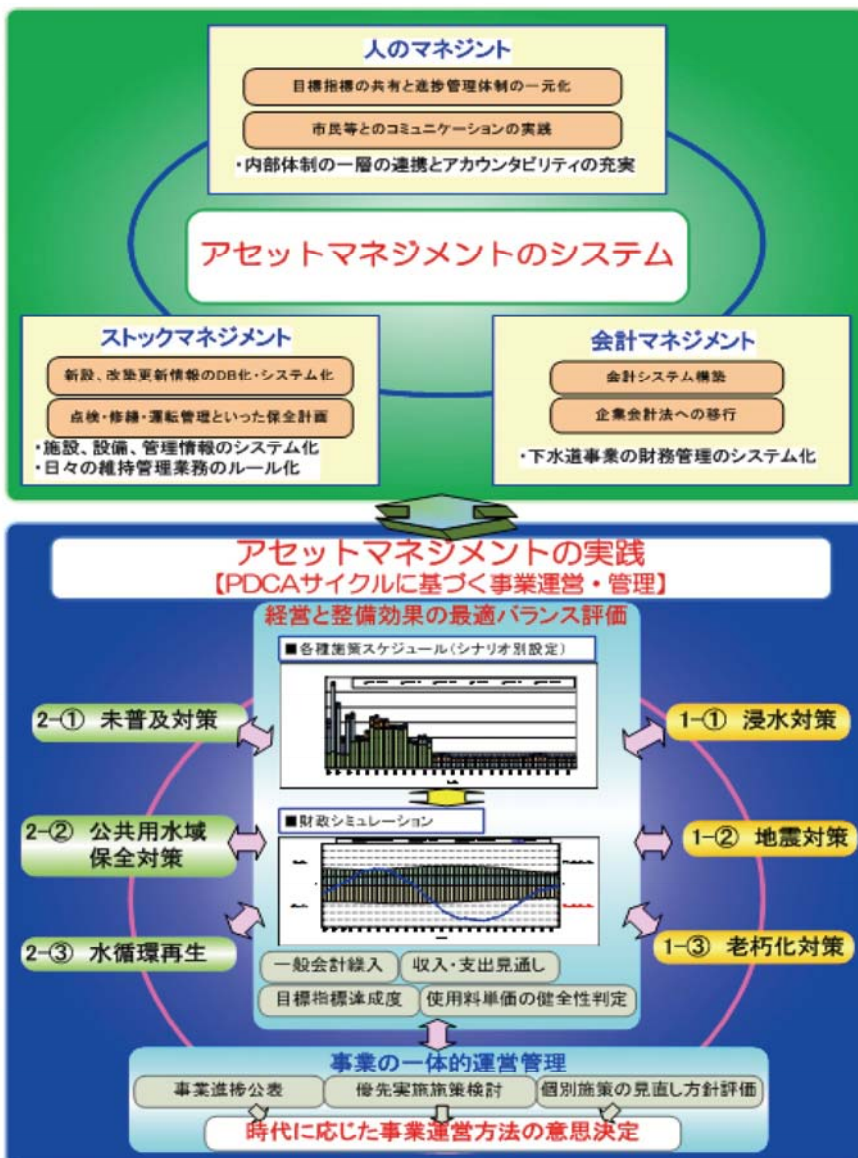 人のマネジント
目標指標の共有と進捗管理体制の一元化
市民等とのコミュニケーションの実践
・内部体制の一層の連携とアカウンタビリティの充実
アセットマネジメントのシステム
ストックマネジメント
新設、改築更新情報のDB化・システム化
点検・修繕・運転管理といった保全計画
・施設、設備、管理情報のシステム化
・日々の維持管理業務のルール化
会計マネジメント
会計システム構築
企業会計法への移行
・下水道事業の財務管理のシステム化
アセットマネジメントの実践
【PDCAサイクルに基づく事業運営・管理】
経営と整備効果の最適バランス評価
■各種施策スケジュール(シナリオ別設定)
2-① 未普及対策
2-② 公共用水域
保全対策
2-③ 水循環再生
1-① 浸水対策
1-② 地震対策
1-③ 老朽化対策
■財政シミュレーション
一般会計繰入
収入・支出見通し
目標指標達成度
使用料単価の健全性判定
事業の一体的運営管理
事業進捗公表
優先実施施策検討
個別施策の見直し方針評価
時代に応じた事業運営方法の意思決定